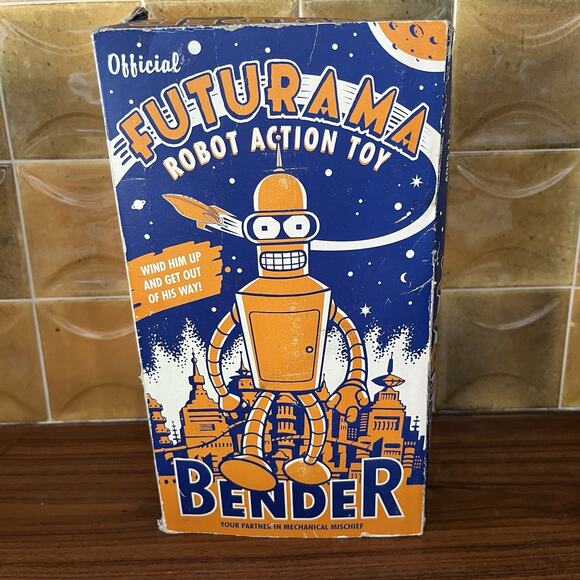 Official
FUTURAMA
ROBOT ACTION TOY
WIND HIM UP
AND GET OUT
OF HIS WAY!
BENDER
YOUR PARTNER IN MECHANICAL MISCHIEF